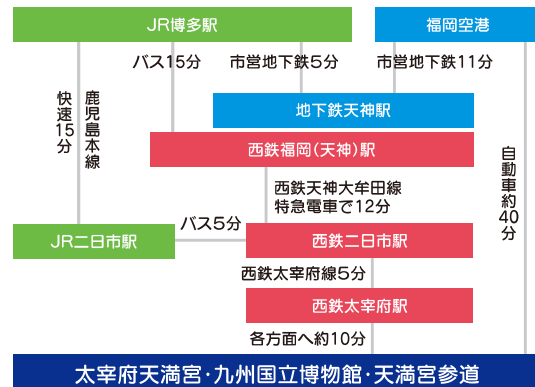 JR博多駅
福岡空港
バス15分
市営地下鉄5分
市営地下鉄11分
快速15分
鹿児島本線
地下鉄天神駅
西鉄福岡(天神)駅
自動車約40分
西鉄天神大牟田線
特急電車で12分
バス5分
JR二日市駅
西鉄二日市駅
西鉄太宰府線5分
西鉄太宰府駅
各方面へ約10分
太宰府天満宮・九州国立博物館・天満宮参道